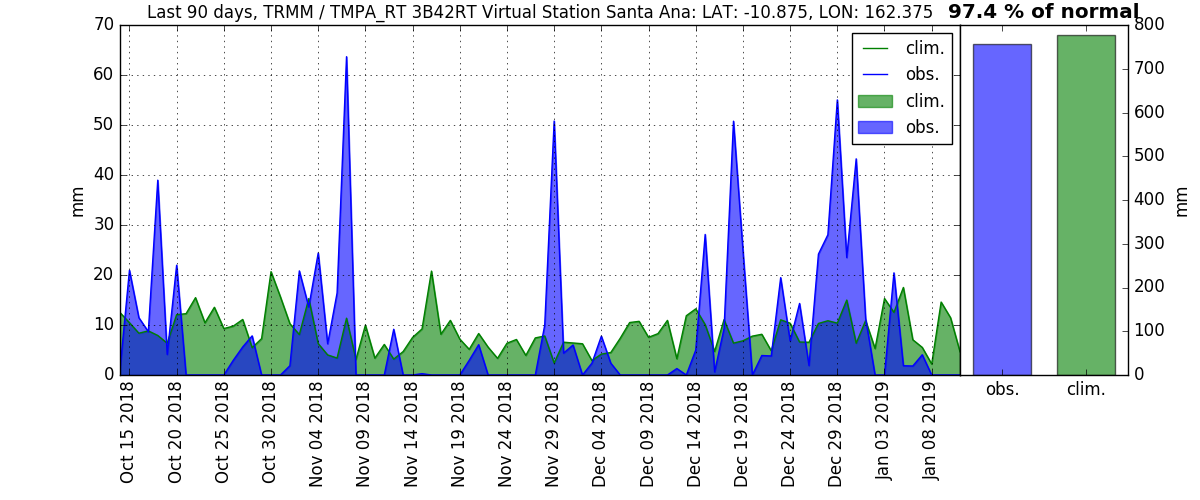 Last 90 days, TRMM / TMPA_RT 3B42RT Virtual Station Santa Ana: LAT: -10.875, LON: 162.375
97.4 % of normal
70
60
50
40
30
20
10
0
mm
clim.
obs.
clim.
obs.
Oct 15 2018
Oct 20 2018
Oct 25 2018
Oct 30 2018
Nov 04 2018
Nov 09 2018
Nov 14 2018
Nov 19 2018
Nov 24 2018
Nov 29 2018
Dec 04 2018
Dec 09 2018
Dec 14 2018
Dec 19 2018
Dec 24 2018
Dec 29 2018
Jan 03 2019
Jan 08 2019
800
700
600
500
400
300
200
100
0
mm
obs.
clim.